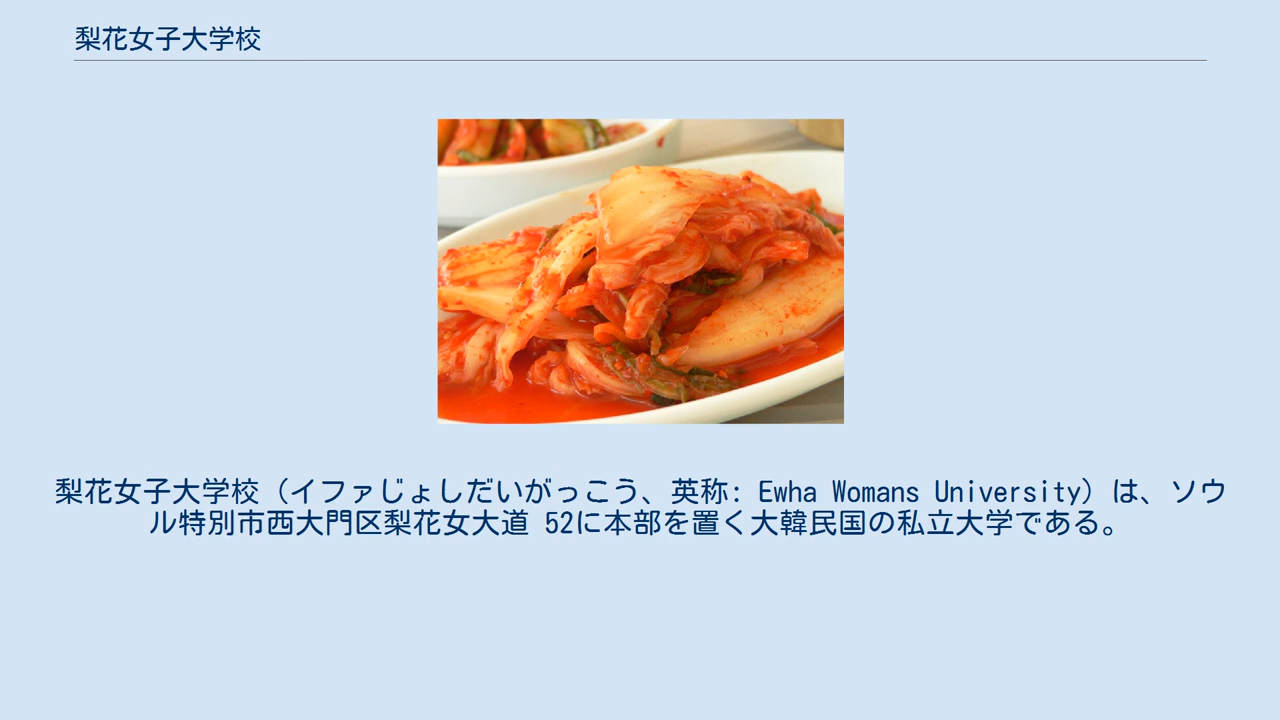 梨花女子大学校
梨花女子大学校（イファじょしだいがっこう、英称: Ewha Womans University）は、ソウ
ル特別市西大門区梨花女大道 52に本部を置く大韓民国の私立大学である。